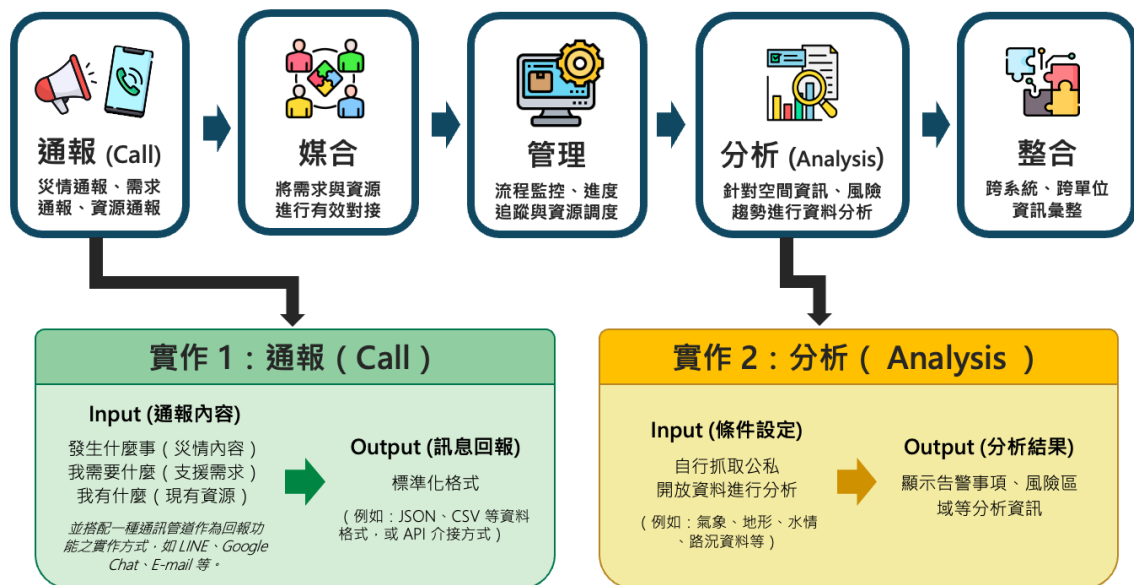 通報 (Call)
災情通報、需求
通報、資源通報
媒合
將需求與資源
進行有效對接
管理
流程監控、進度
追蹤與資源調度
分析 (Analysis)
針對空間資訊、風險
趨勢進行資料分析
整合
跨系統、跨單位
資訊彙整
實作 1：通報（Call）
Input (通報內容)
發生什麼事（災情內容）
我需要什麼（支援需求）
我有什麼（現有資源）
並搭配一種通訊管道作為回報功
能之實作方式，如 LINE、Google
Chat、E-mail 等。
Output (訊息回報)
標準化格式
（例如：JSON、CSV 等資料
格式，或 API 介接方式）
實作 2：分析（ Analysis ）
Input (條件設定)
自行抓取公私
開放資料進行分析
（例如：氣象、地形、水情
、路況資料等）
Output (分析結果)
顯示告警事項、風險區
域等分析資訊